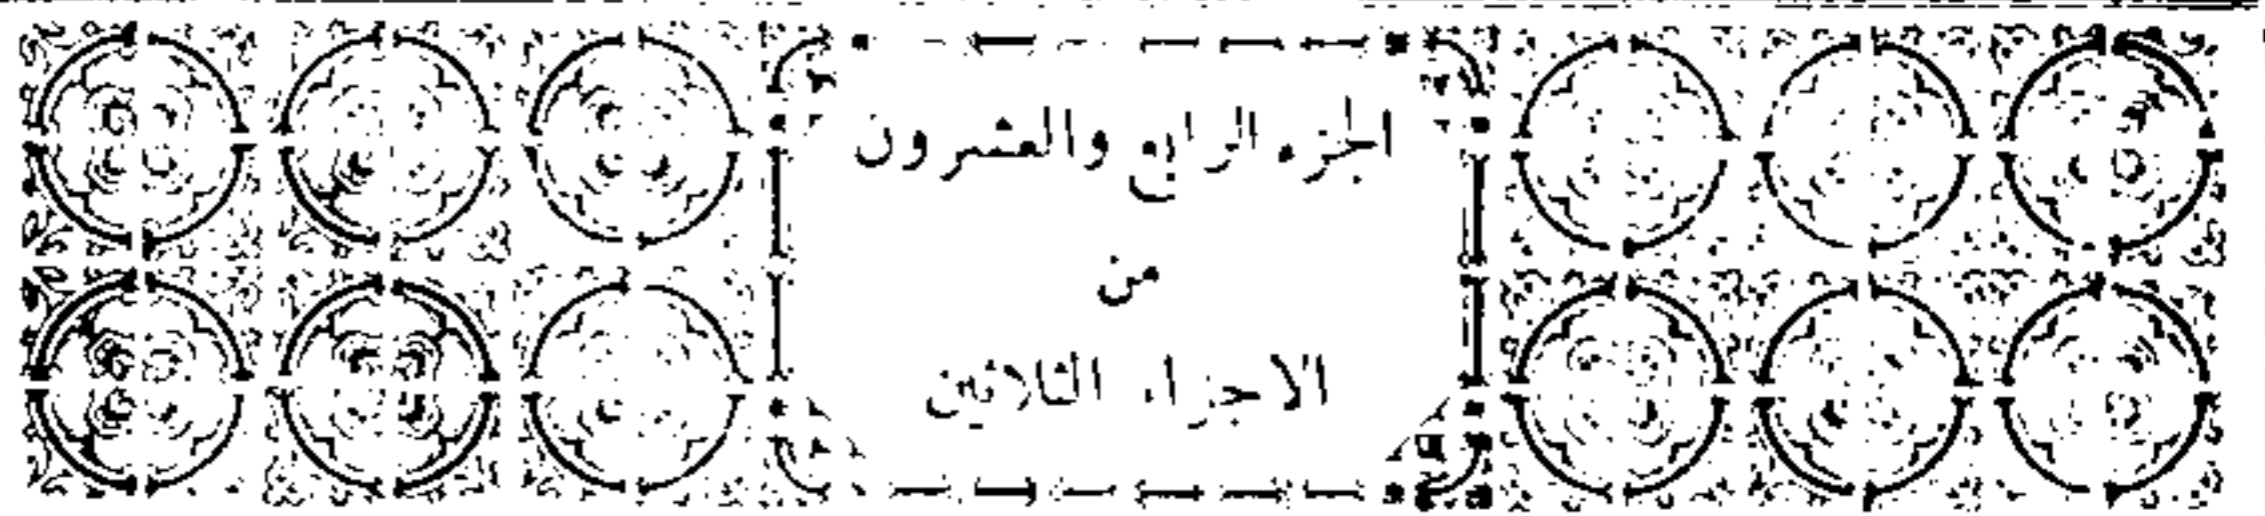 الجزء الرابع والعشرون
من
الاجزاء الثلاثين